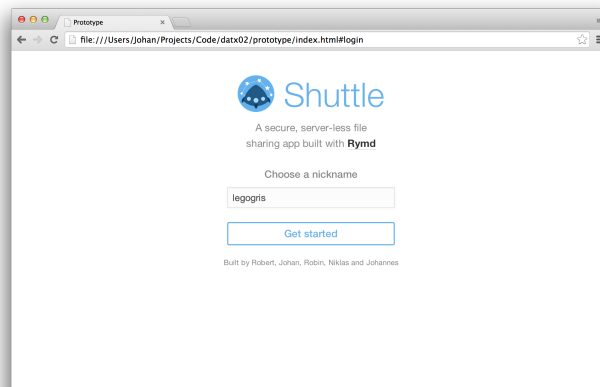 Prototype
file:///Users/Johan/Projects/Code/datx02/prototype/index.html#login
Shuttle
A secure, server-less file
sharing app built with Rymd
Choose a nickname
legogris
Get started
Built by Robert, Johan, Robin, Niklas and Johannes